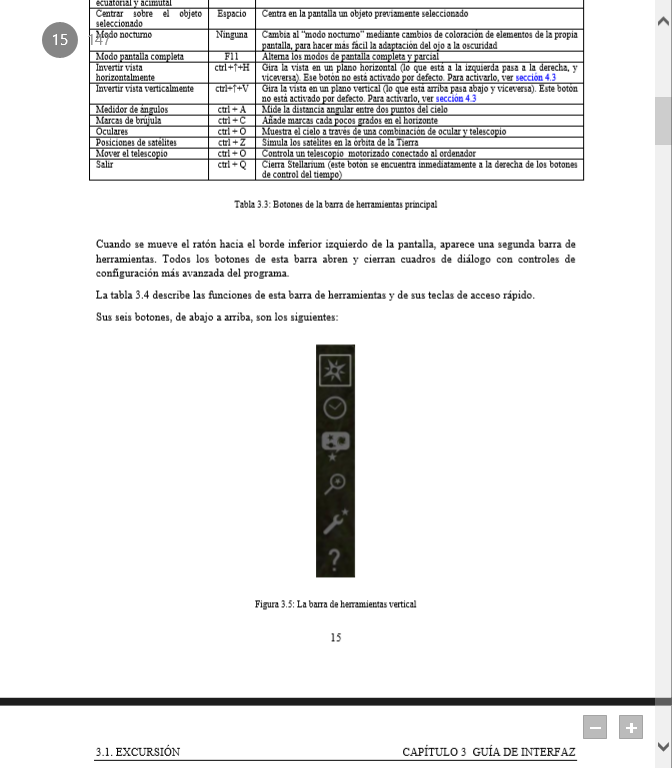 ecuatorial y acimutal
Centrar sobre el objeto seleccionado Espacio Centra en la pantalla un objeto previamente seleccionado
Modo nocturno Ninguna Cambia al "modo nocturno" mediante cambios de coloración de elementos de la propia
pantalla, para hacer más fácil la adaptación del ojo a la oscuridad
Modo pantalla completa F11 Alterna los modos de pantalla completa y parcial
Invertir vista horizontalmente ctrl+↑+H Gira la vista en un plano horizontal (lo que está a la izquierda pasa a la derecha, y
viceversa). Ese botón no está activado por defecto. Para activarlo, ver sección 4.3
Invertir vista verticalmente ctrl+↑+V Gira la vista en un plano vertical (lo que está arriba pasa abajo y viceversa). Este botón
no está activado por defecto. Para activarlo, ver sección 4.3
Medidor de ángulos ctrl + A Mide la distancia angular entre dos puntos del cielo
Marcas de brújula ctrl + C Añade marcas cada pocos grados en el horizonte
Oculares ctrl + O Muestra el cielo a través de una combinación de ocular y telescopio
Posiciones de satélites ctrl + Z Simula los satélites en la órbita de la Tierra
Mover el telescopio ctrl + O Controla un telescopio motorizado conectado al ordenador
Salir ctrl + Q Cierra Stellarium (este botón se encuentra inmediatamente a la derecha de los botones
de control del tiempo)
15 147
Tabla 3.3: Botones de la barra de herramientas principal
Cuando se mueve el ratón hacia el borde inferior izquierdo de la pantalla, aparece una segunda barra de
herramientas. Todos los botones de esta barra abren y cierran cuadros de diálogo con controles de
configuración más avanzada del programa.
La tabla 3.4 describe las funciones de esta barra de herramientas y de sus teclas de acceso rápido.
Sus seis botones, de abajo a arriba, son los siguientes:
?
Figura 3.5: La barra de herramientas vertical
15
3.1. EXCURSIÓN CAPÍTULO 3 GUÍA DE INTERFAZ